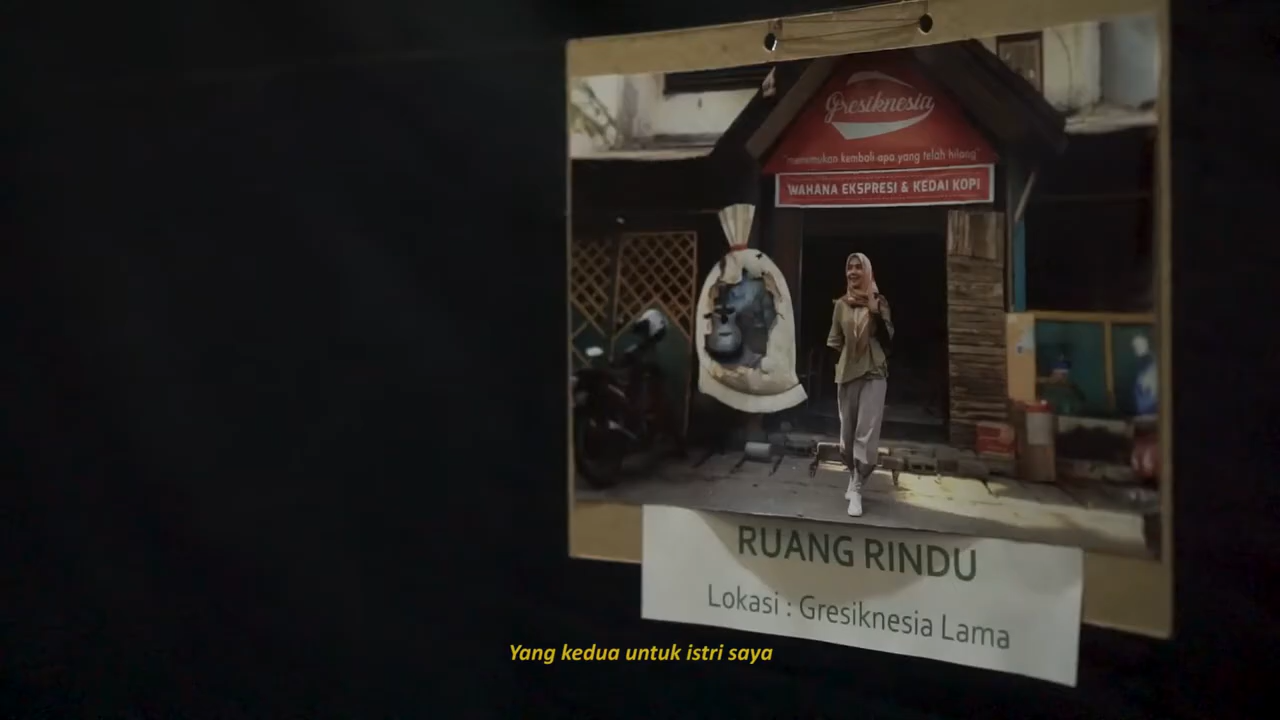 Gresiknesia
"menemukan kembali apa yang telah hilang"
WAHANA EKSPRESI & KEDAI KOPI
RUANG RINDU
Lokasi : Gresiknesia Lama
Yang kedua untuk istri saya